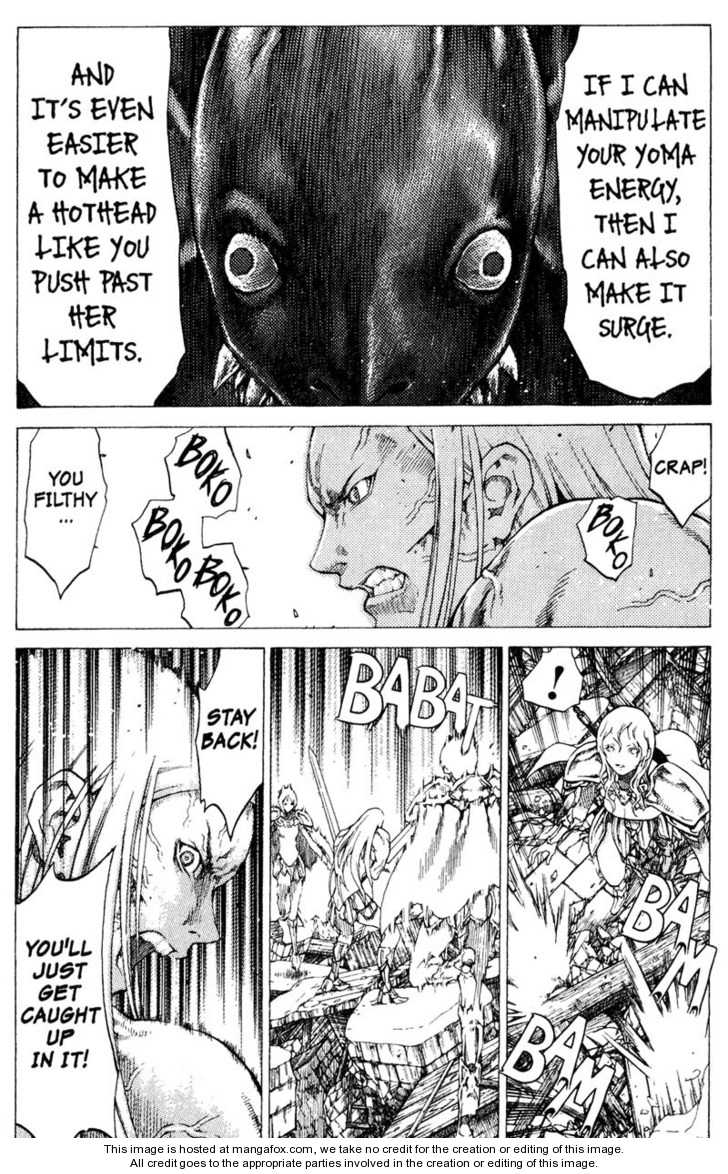 IF I CAN
MANIPULATE
YOUR YOMA
ENERGY,
THEN I
CAN ALSO
MAKE IT
SURGE.
AND
IT'S EVEN
EASIER
TO MAKE
A HOTHEAD
LIKE YOU
PUSH PAST
HER
LIMITS.
CRAP!
BOKO
BOKO
BOKO
BOKO
YOU
FILTHY
...
!
BAM
BAM
BABAT
STAY
BACK!
YOU'LL
JUST
GET
CAUGHT
UP
IN IT!
This image is hosted at mangafox.com, we take no credit for the creation or editing of this image.
All credit goes to the appropriate parties involved in the creation or editing of this image.